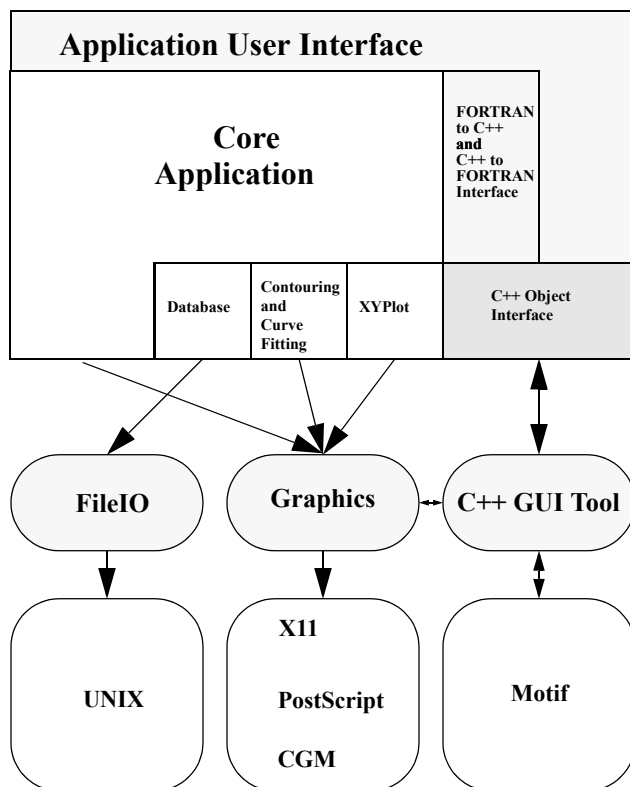 Application User Interface
Core
Application
FORTRAN
to C++
and
C++ to
FORTRAN
Interface
Database
Contouring
and
Curve
Fitting
XYPlot
C++ Object
Interface
FileIO
Graphics
C++ GUI Tool
UNIX
X11
PostScript
CGM
Motif